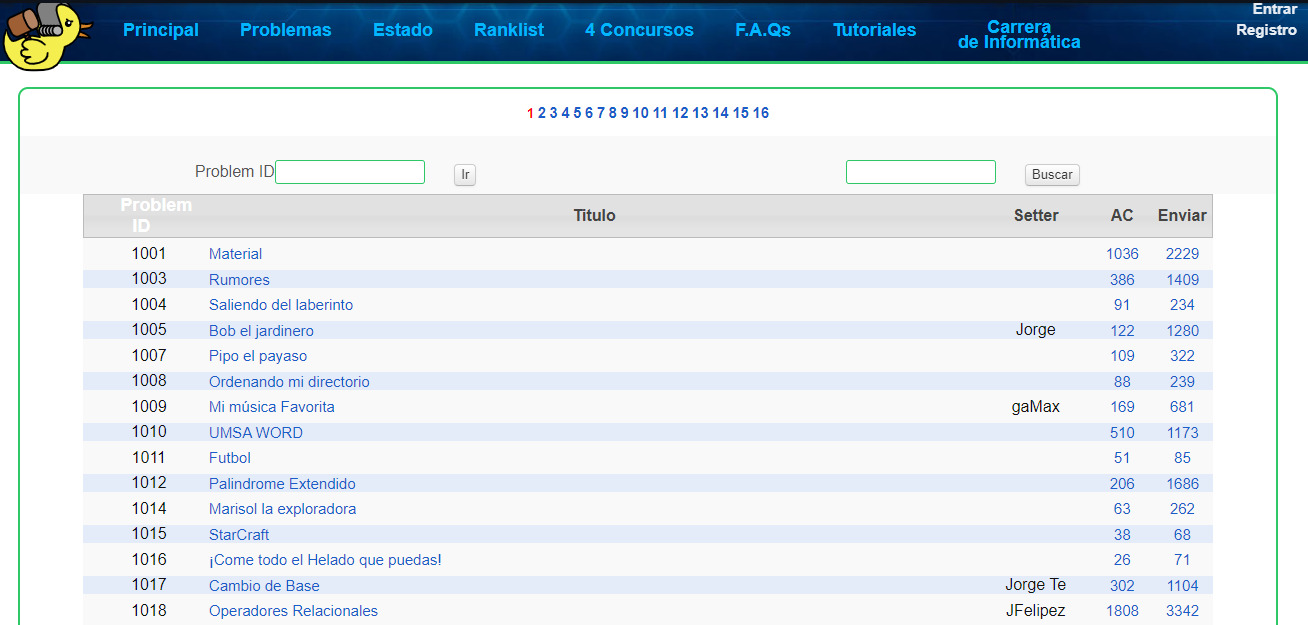 Entrar
Principal Problemas Estado Ranklist 4 Concursos F.A.Qs Tutoriales Carrera de Informática
Registro
1 2 3 4 5 6 7 8 9 10 11 12 13 14 15 16
Problem ID Ir Buscar
Problem ID Titulo Setter AC Enviar
1001 Material 1036 2229
1003 Rumores 386 1409
1004 Saliendo del laberinto 91 234
1005 Bob el jardinero Jorge 122 1280
1007 Pipo el payaso 109 322
1008 Ordenando mi directorio 88 239
1009 Mi música Favorita gaMax 169 681
1010 UMSA WORD 510 1173
1011 Futbol 51 85
1012 Palindrome Extendido 206 1686
1014 Marisol la exploradora 63 262
1015 StarCraft 38 68
1016 ¡Come todo el Helado que puedas! 26 71
1017 Cambio de Base Jorge Te 302 1104
1018 Operadores Relacionales JFelipez 1808 3342